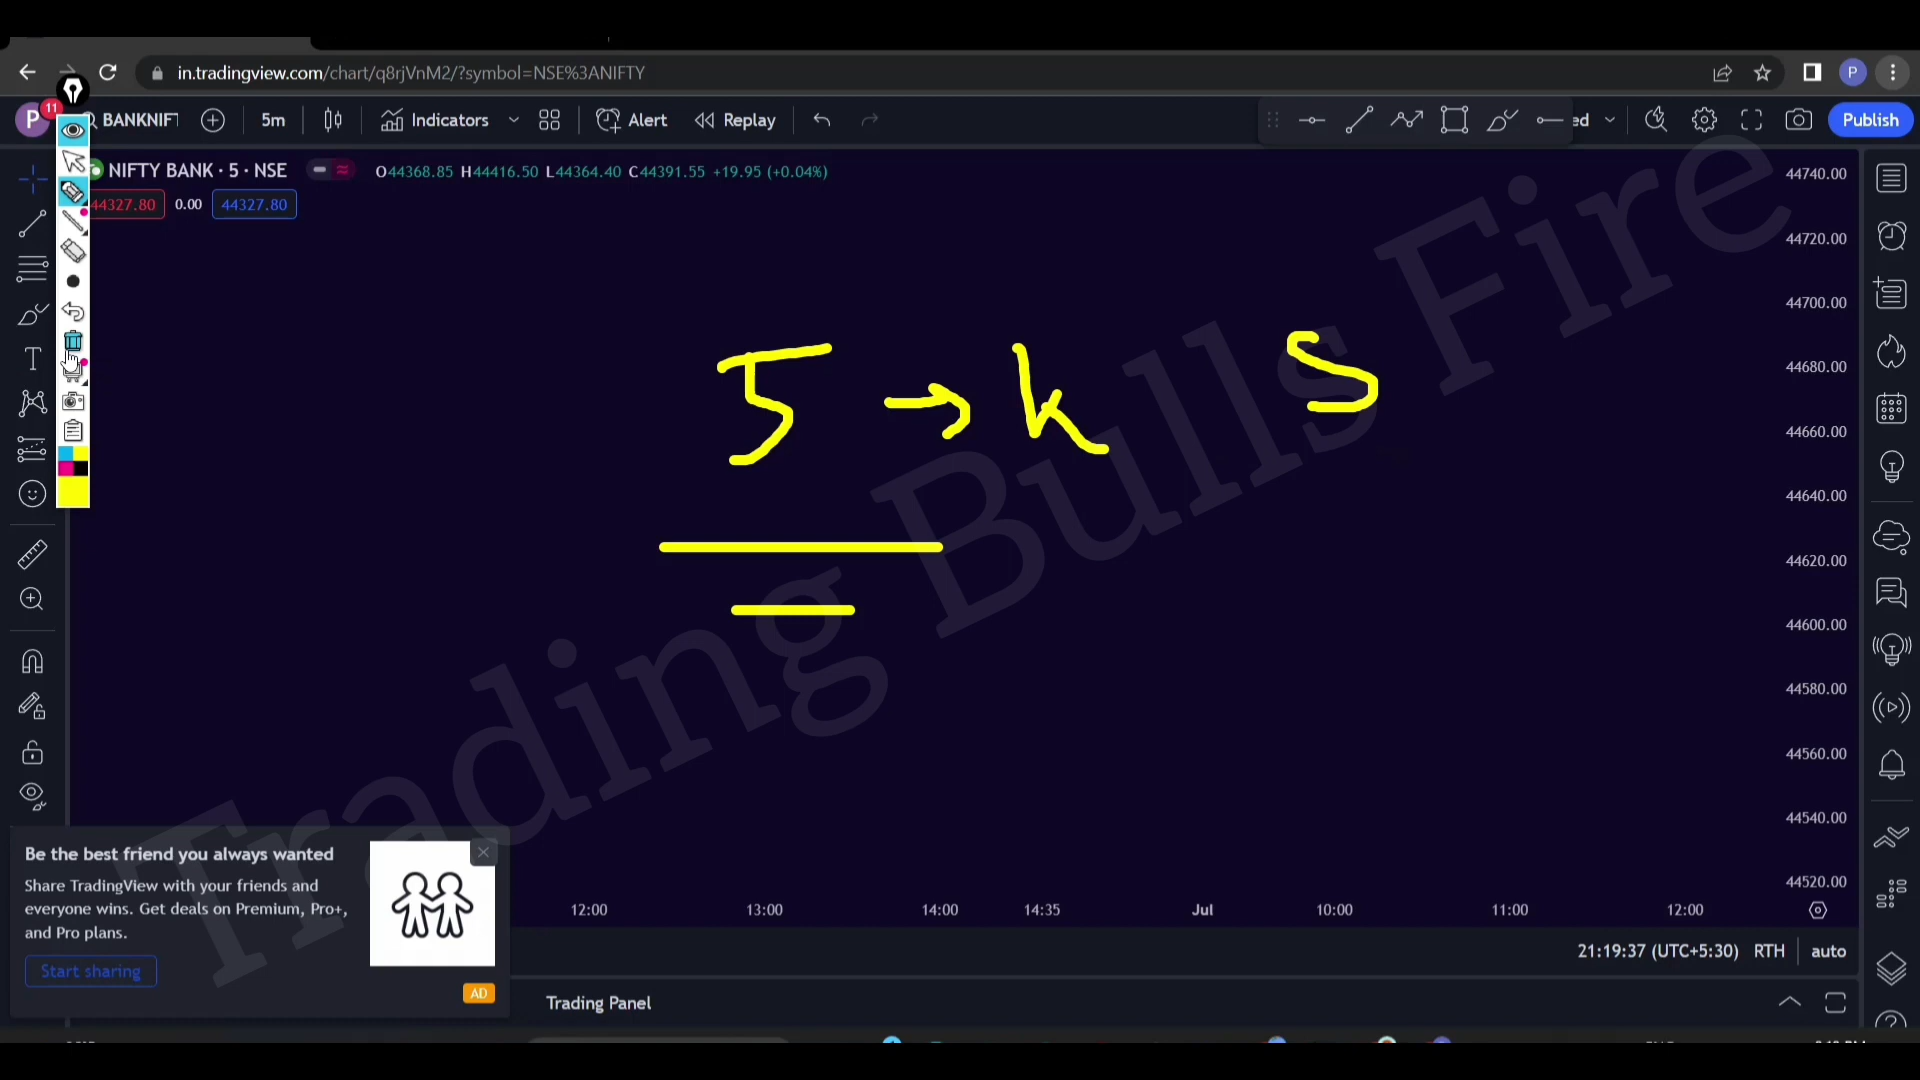 in.tradingview.com/chart/q8rjVnM2/?symbol=NSE%3ANIFTY
P
P 11 BANKNIFT 5m Indicators Alert Replay ed Publish
NIFTY BANK · 5 · NSE O44368.85 H44416.50 L44364.40 C44391.55 +19.95 (+0.04%)
44327.80 0.00 44327.80
44740.00
44720.00
44700.00
44680.00
44660.00
44640.00
44620.00
44600.00
44580.00
44560.00
44540.00
44520.00
5 → k S
Trading Bulls Fire
Be the best friend you always wanted
Share TradingView with your friends and
everyone wins. Get deals on Premium, Pro+,
and Pro plans.
Start sharing
AD
12:00 13:00 14:00 14:35 Jul 10:00 11:00 12:00
21:19:37 (UTC+5:30) RTH auto
Trading Panel